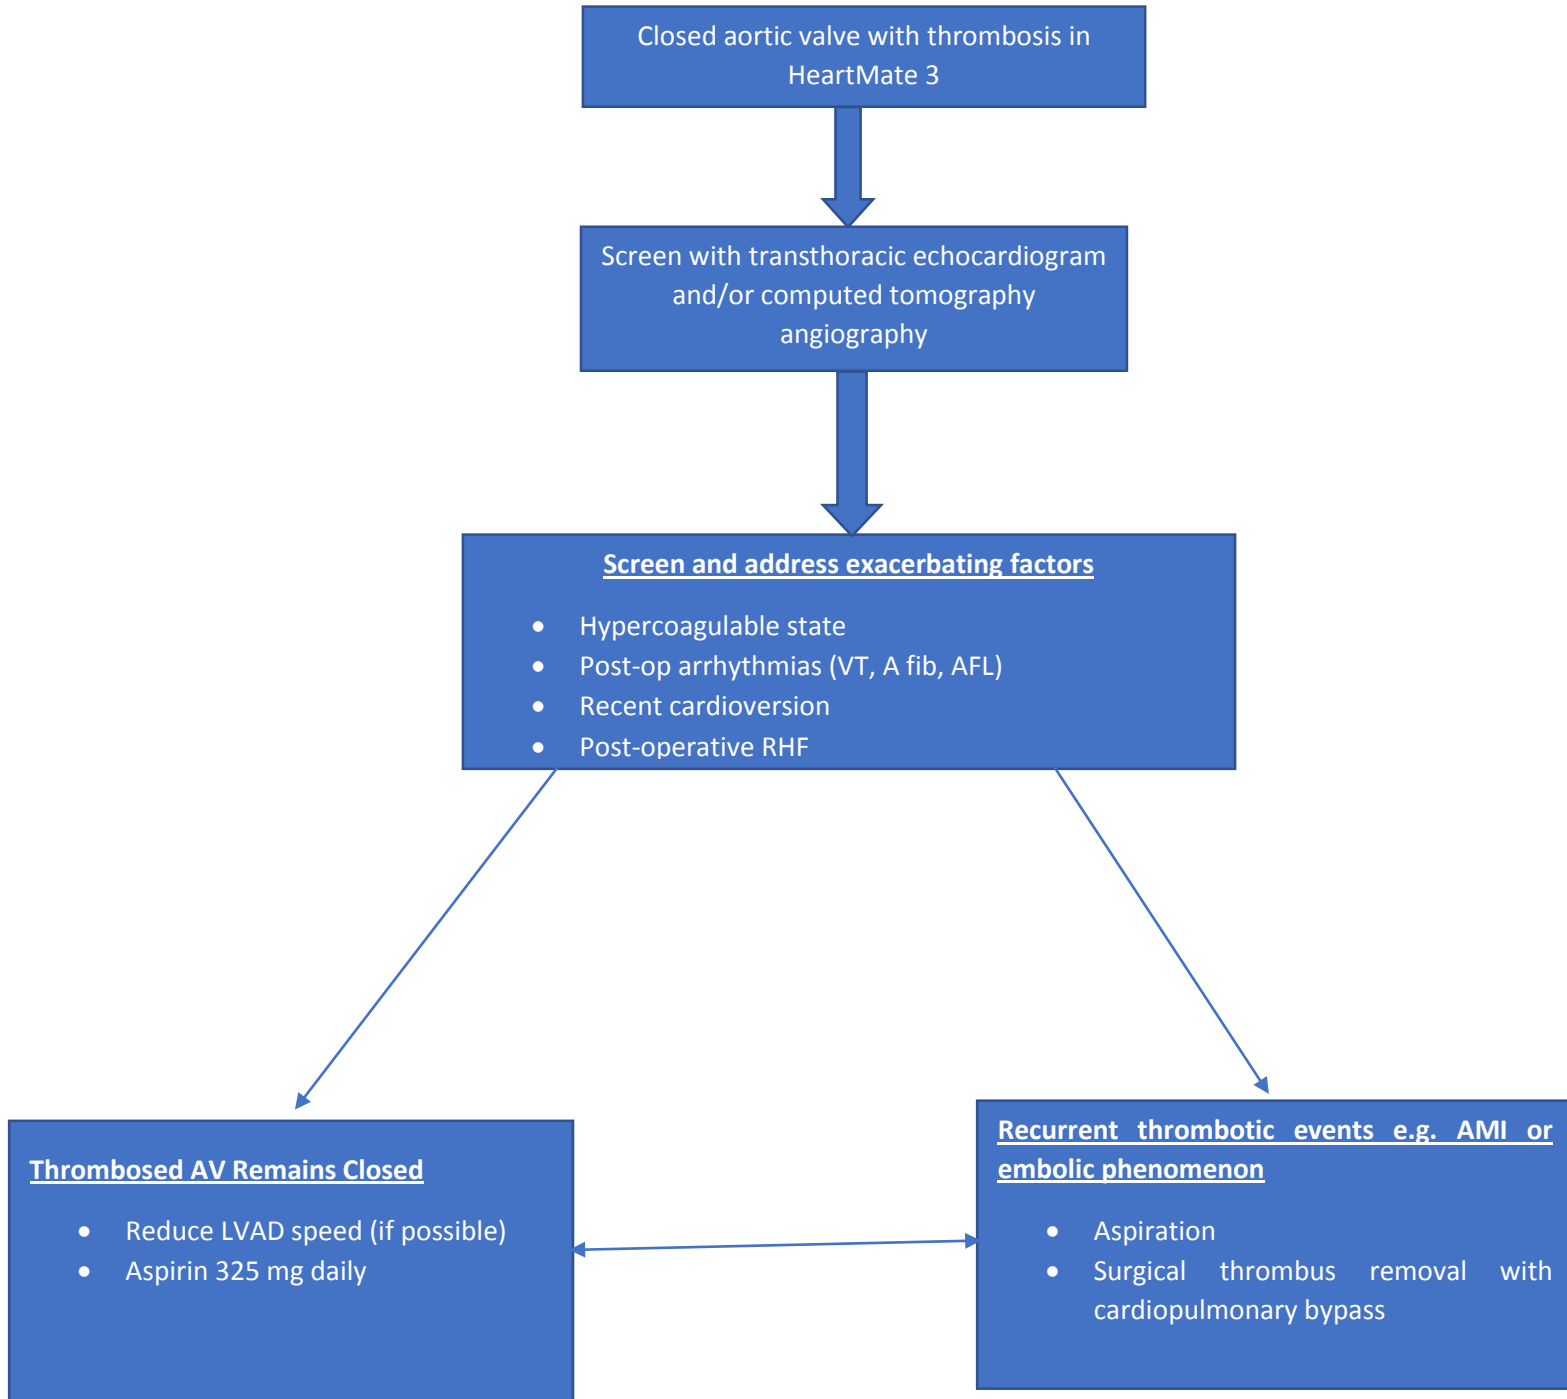 Closed aortic valve with thrombosis in
HeartMate 3
Screen with transthoracic echocardiogram
and/or computed tomography
angiography
Screen and address exacerbating factors
• Hypercoagulable state
• Post-op arrhythmias (VT, A fib, AFL)
• Recent cardioversion
• Post-operative RHF
Thrombosed AV Remains Closed
• Reduce LVAD speed (if possible)
• Aspirin 325 mg daily
Recurrent thrombotic events e.g. AMI or
embolic phenomenon
• Aspiration
• Surgical thrombus removal with
cardiopulmonary bypass